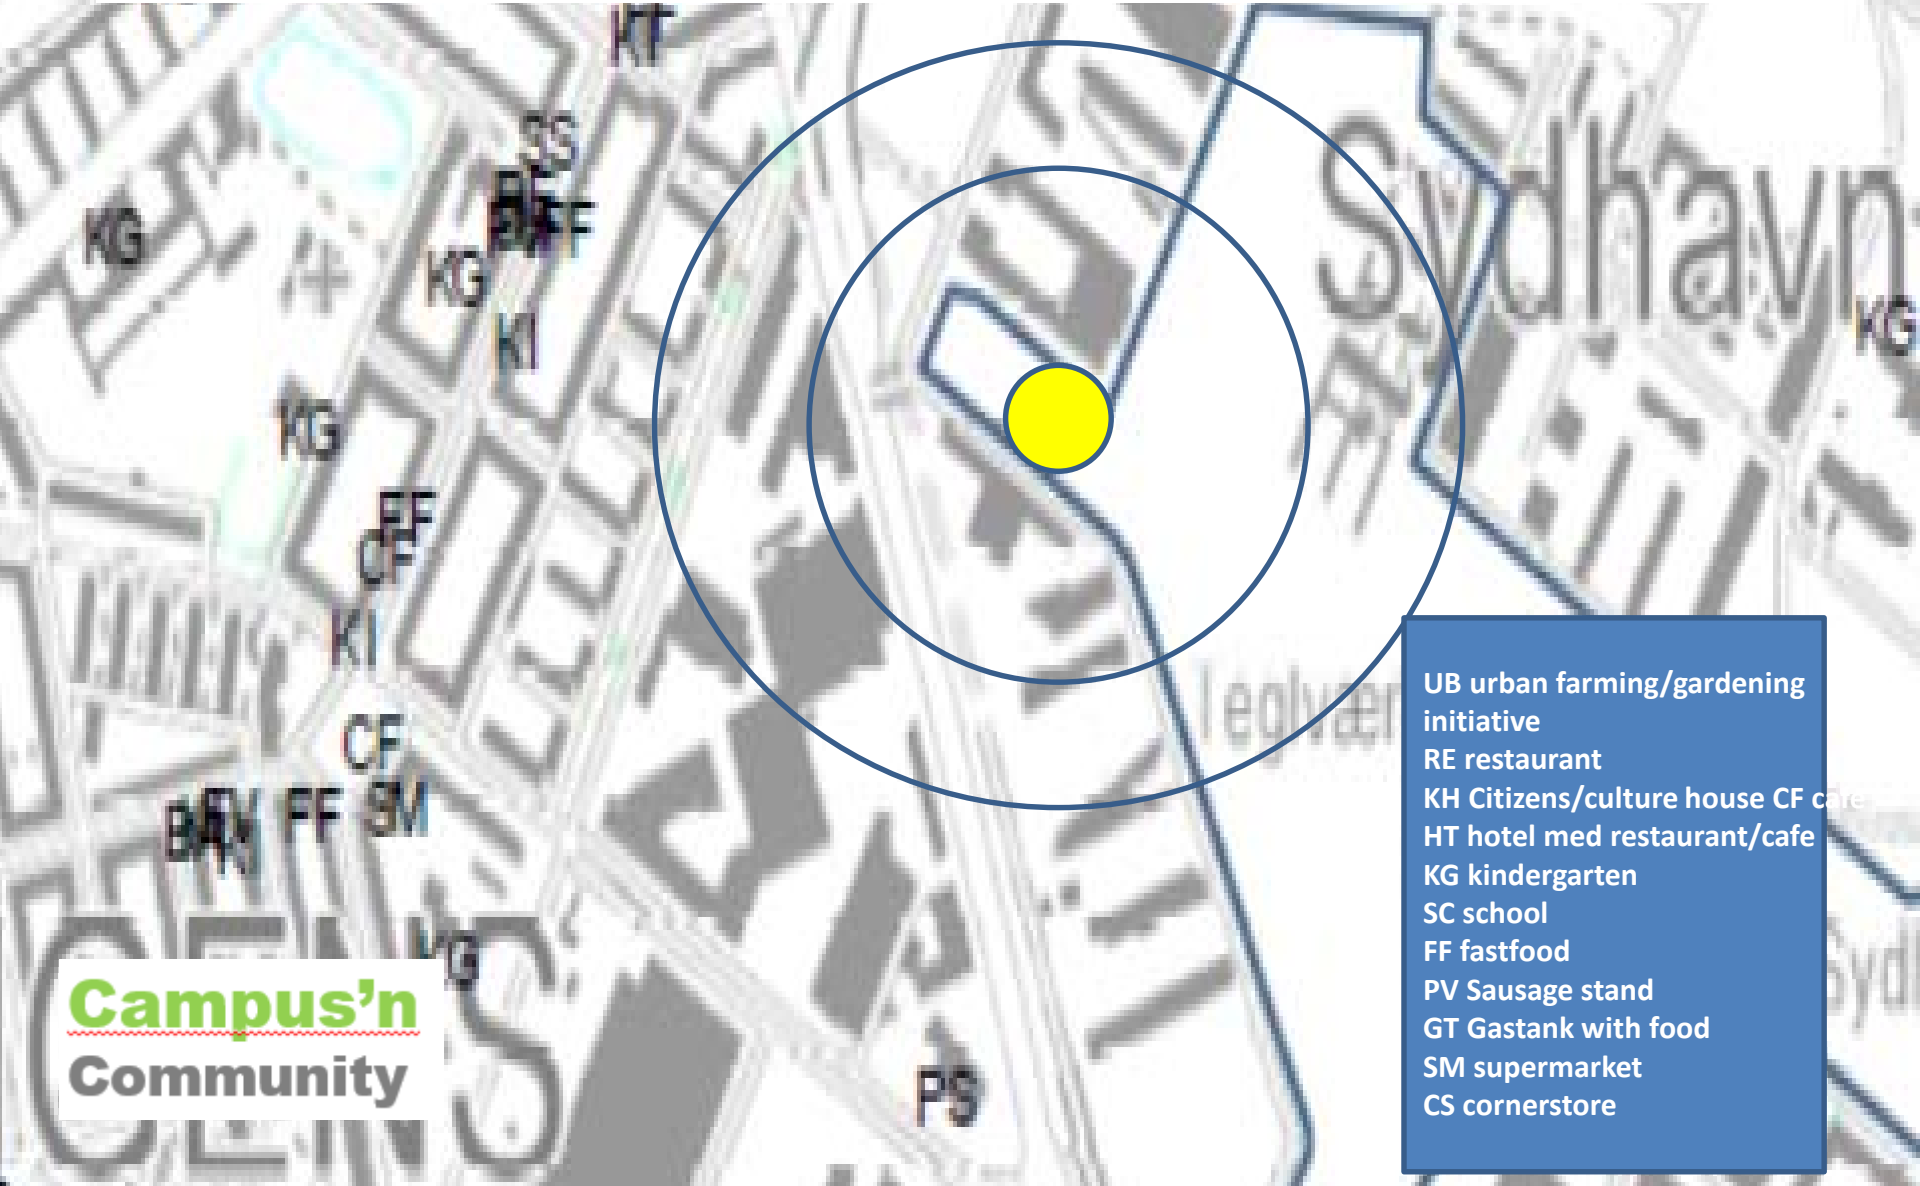 KT
SS
RE
FF
KG
KG
KI
KG
FF
CF
KI
CF
FF
SM
KG
PS
Sydhavn
KG
UB urban farming/gardening
initiative
RE restaurant
KH Citizens/culture house CF cafe
HT hotel med restaurant/cafe
KG kindergarten
SC school
FF fastfood
PV Sausage stand
GT Gastank with food
SM supermarket
CS cornerstore
Campus’n
Community